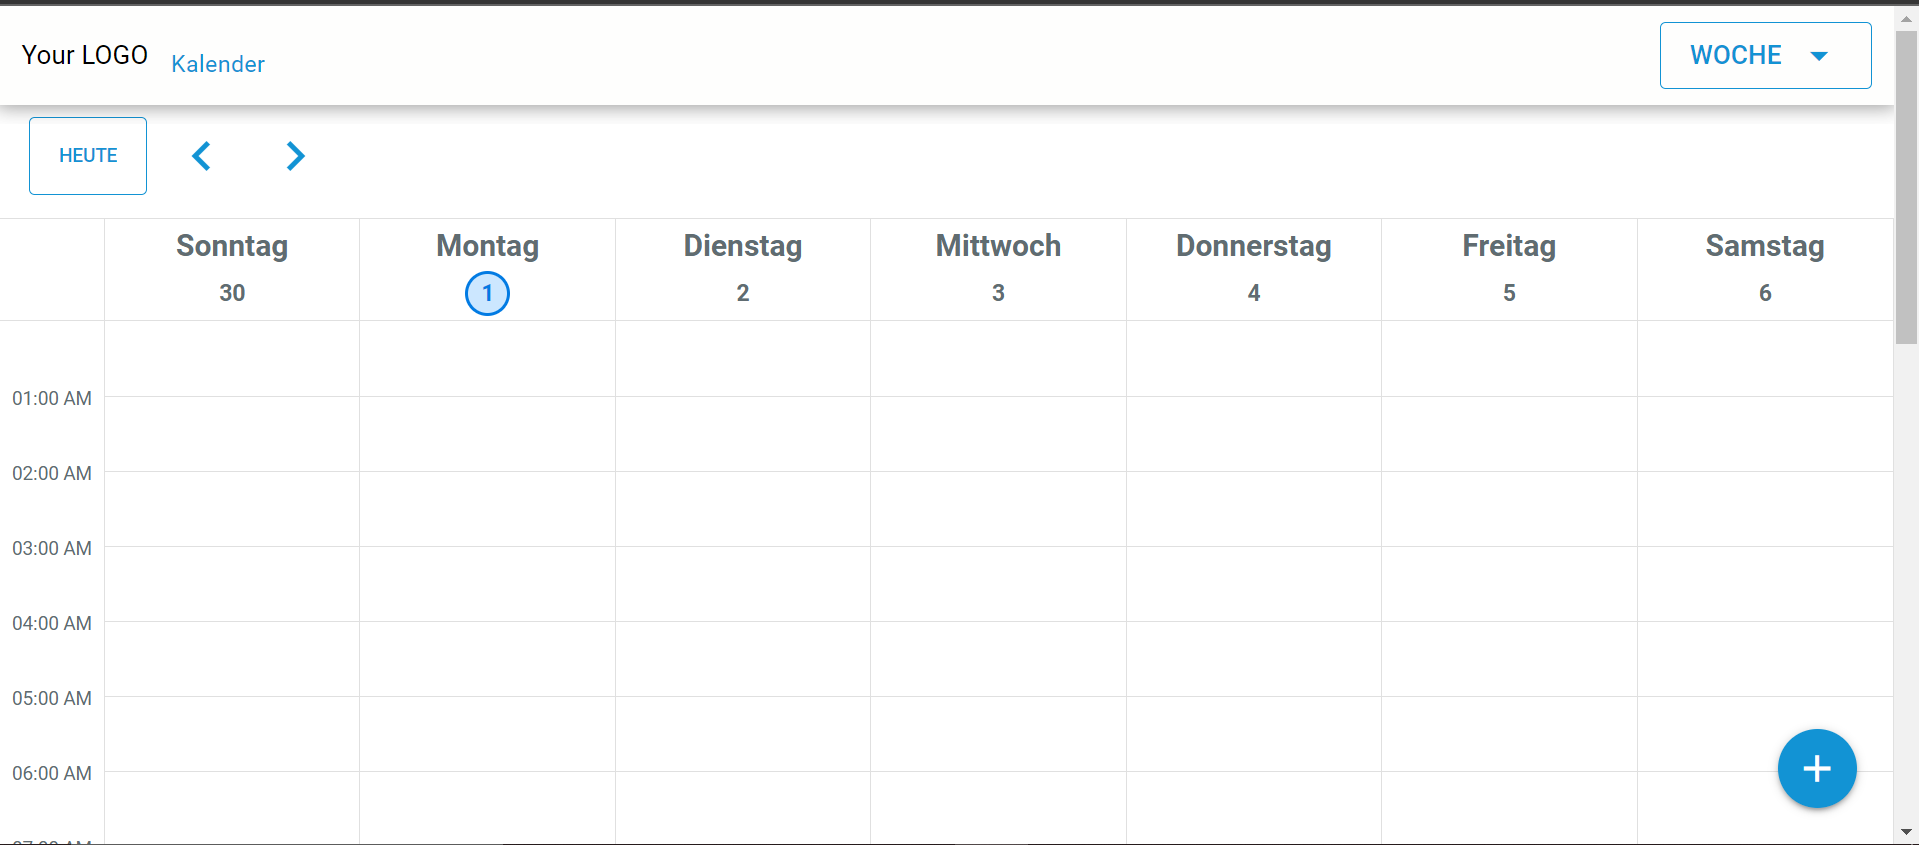 Your LOGO Kalender WOCHE
HEUTE
Sonntag Montag Dienstag Mittwoch Donnerstag Freitag Samstag
30 1 2 3 4 5 6
01:00 AM
02:00 AM
03:00 AM
04:00 AM
05:00 AM
06:00 AM